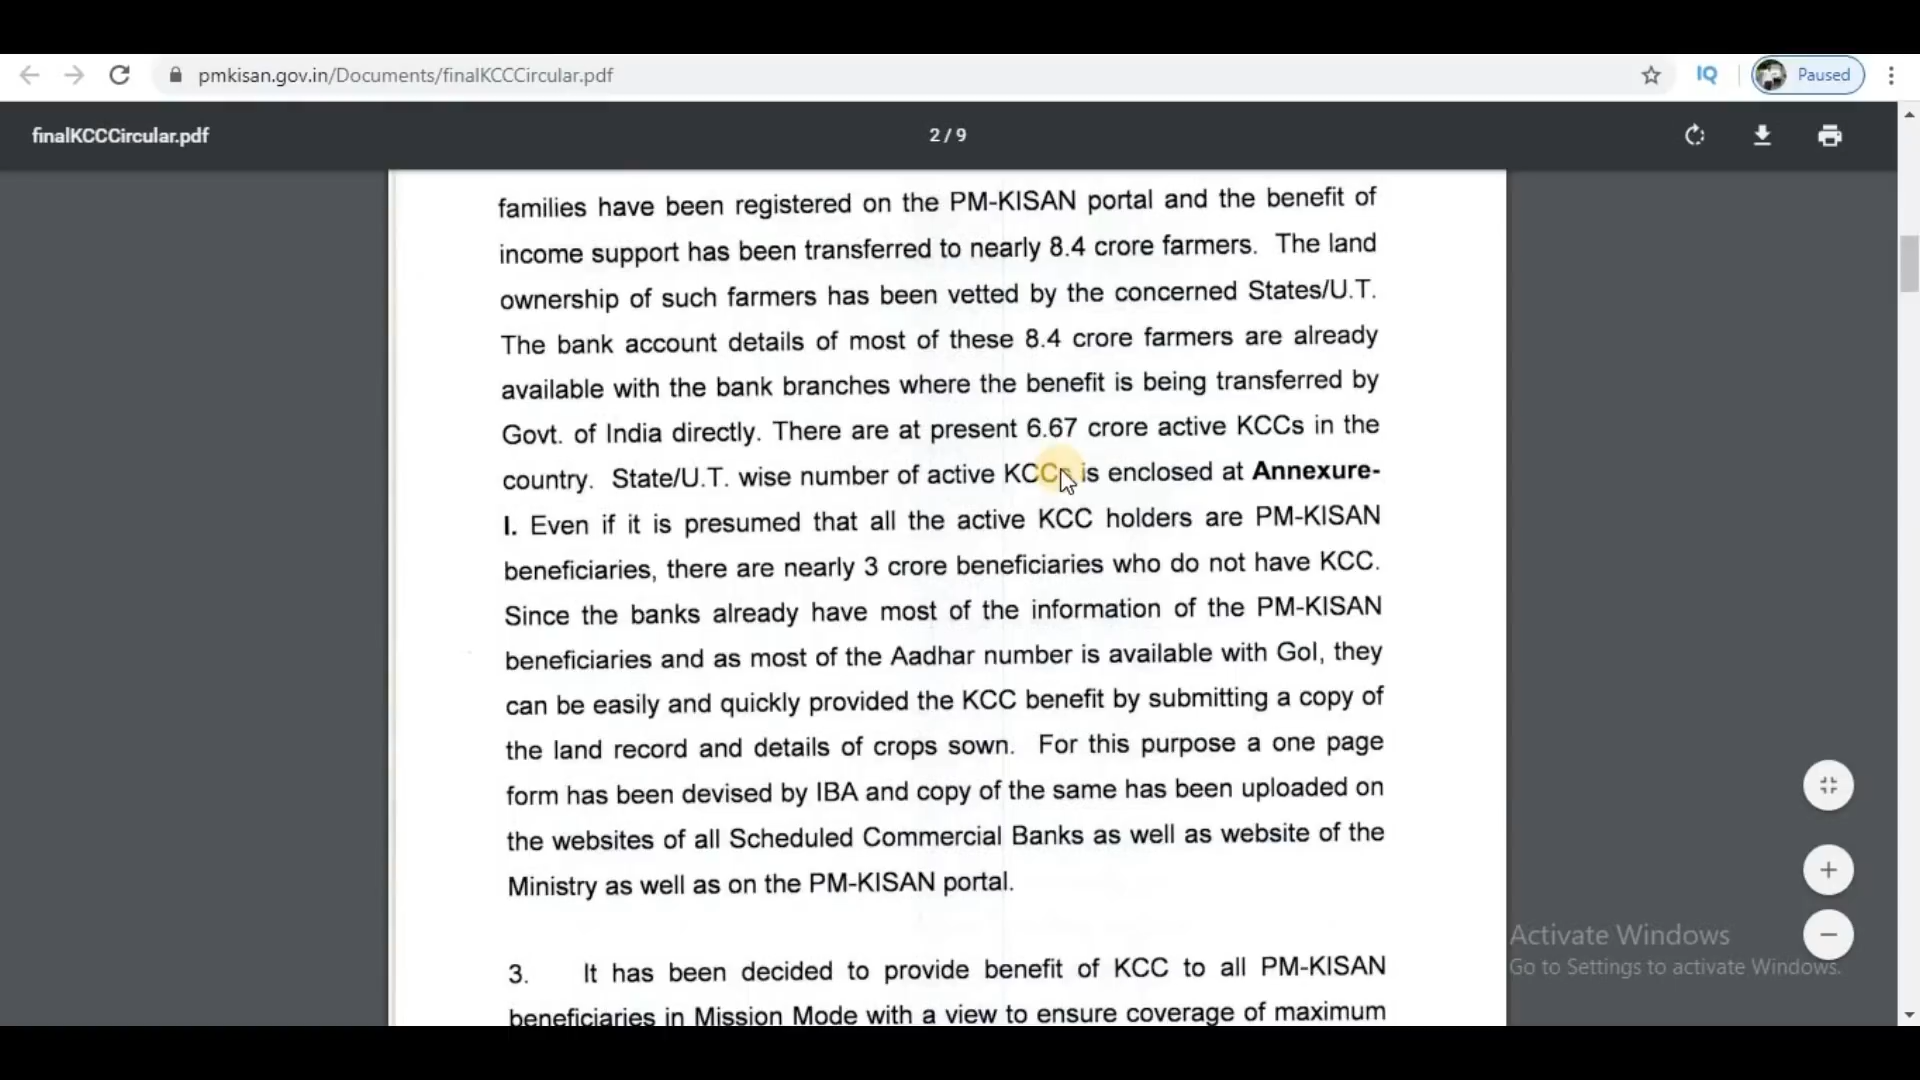 pmkisan.gov.in/Documents/finalKCCCircular.pdf
IQ
Paused
finalKCCCircular.pdf
2 / 9
families have been registered on the PM-KISAN portal and the benefit of
income support has been transferred to nearly 8.4 crore farmers. The land
ownership of such farmers has been vetted by the concerned States/U.T.
The bank account details of most of these 8.4 crore farmers are already
available with the bank branches where the benefit is being transferred by
Govt. of India directly. There are at present 6.67 crore active KCCs in the
country. State/U.T. wise number of active KCCs is enclosed at Annexure-
I. Even if it is presumed that all the active KCC holders are PM-KISAN
beneficiaries, there are nearly 3 crore beneficiaries who do not have KCC.
Since the banks already have most of the information of the PM-KISAN
beneficiaries and as most of the Aadhar number is available with GoI, they
can be easily and quickly provided the KCC benefit by submitting a copy of
the land record and details of crops sown. For this purpose a one page
form has been devised by IBA and copy of the same has been uploaded on
the websites of all Scheduled Commercial Banks as well as website of the
Ministry as well as on the PM-KISAN portal.
3. It has been decided to provide benefit of KCC to all PM-KISAN
beneficiaries in Mission Mode with a view to ensure coverage of maximum
Activate Windows
Go to Settings to activate Windows.